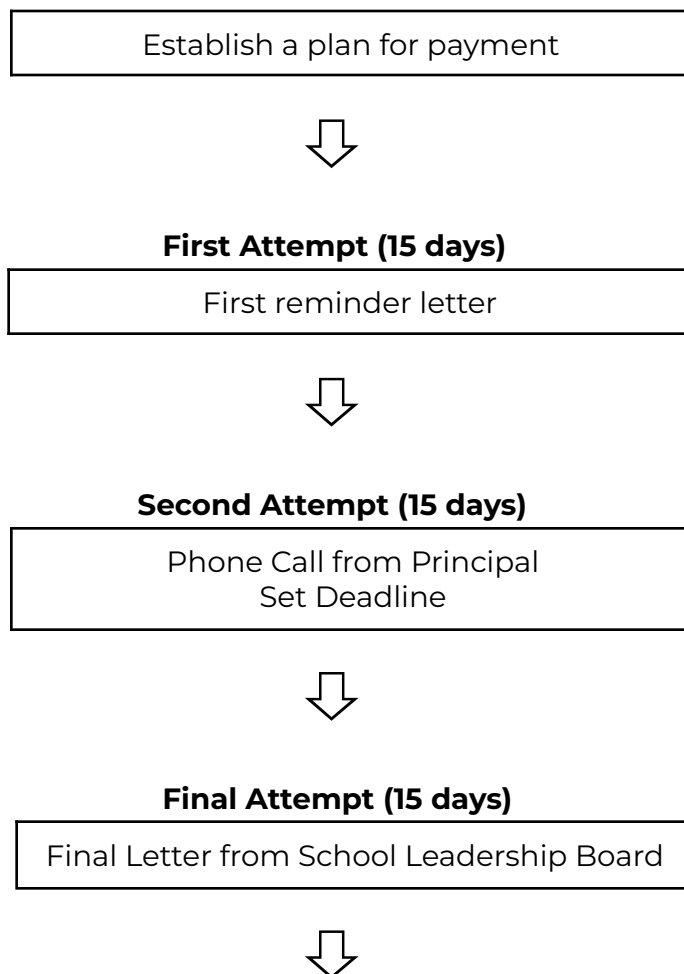 Establish a plan for payment
First Attempt (15 days)
First reminder letter
Second Attempt (15 days)
Phone Call from Principal
Set Deadline
Final Attempt (15 days)
Final Letter from School Leadership Board